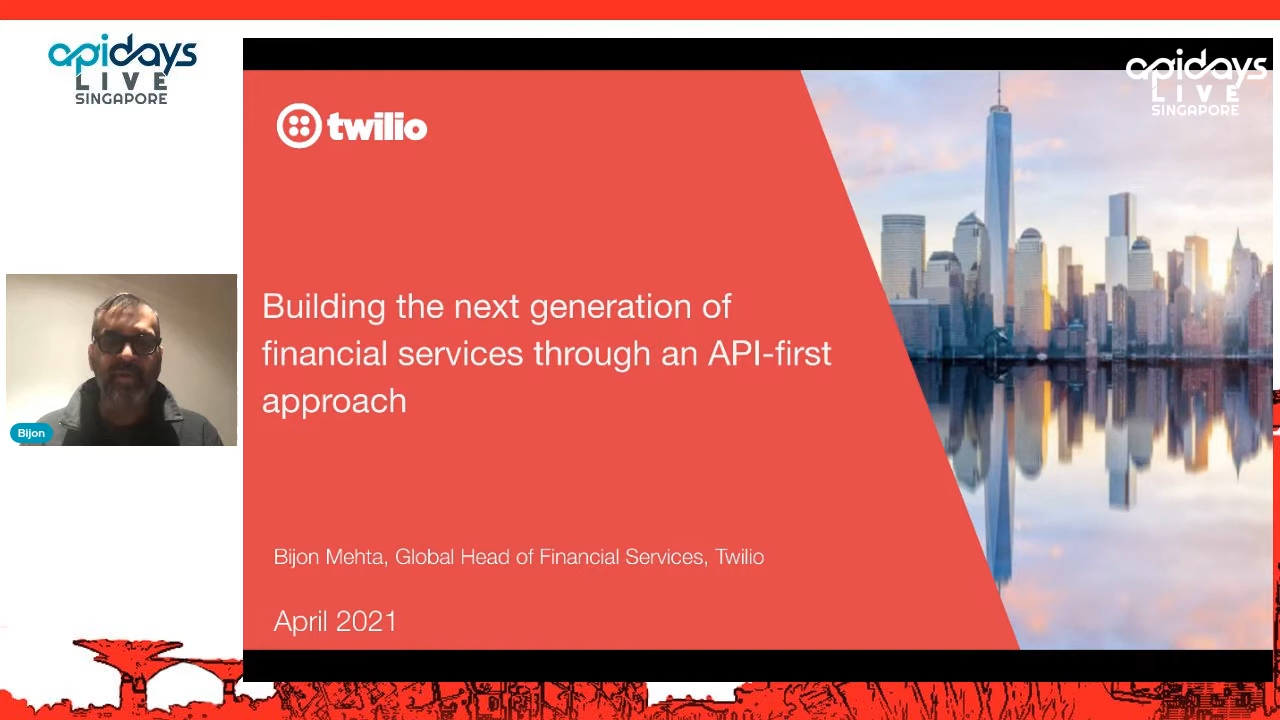 apidays
LIVE
SINGAPORE
apidays
LIVE
SINGAPORE
twilio
Building the next generation of
financial services through an API-first
approach
Bijon
Bijon Mehta, Global Head of Financial Services, Twilio
April 2021